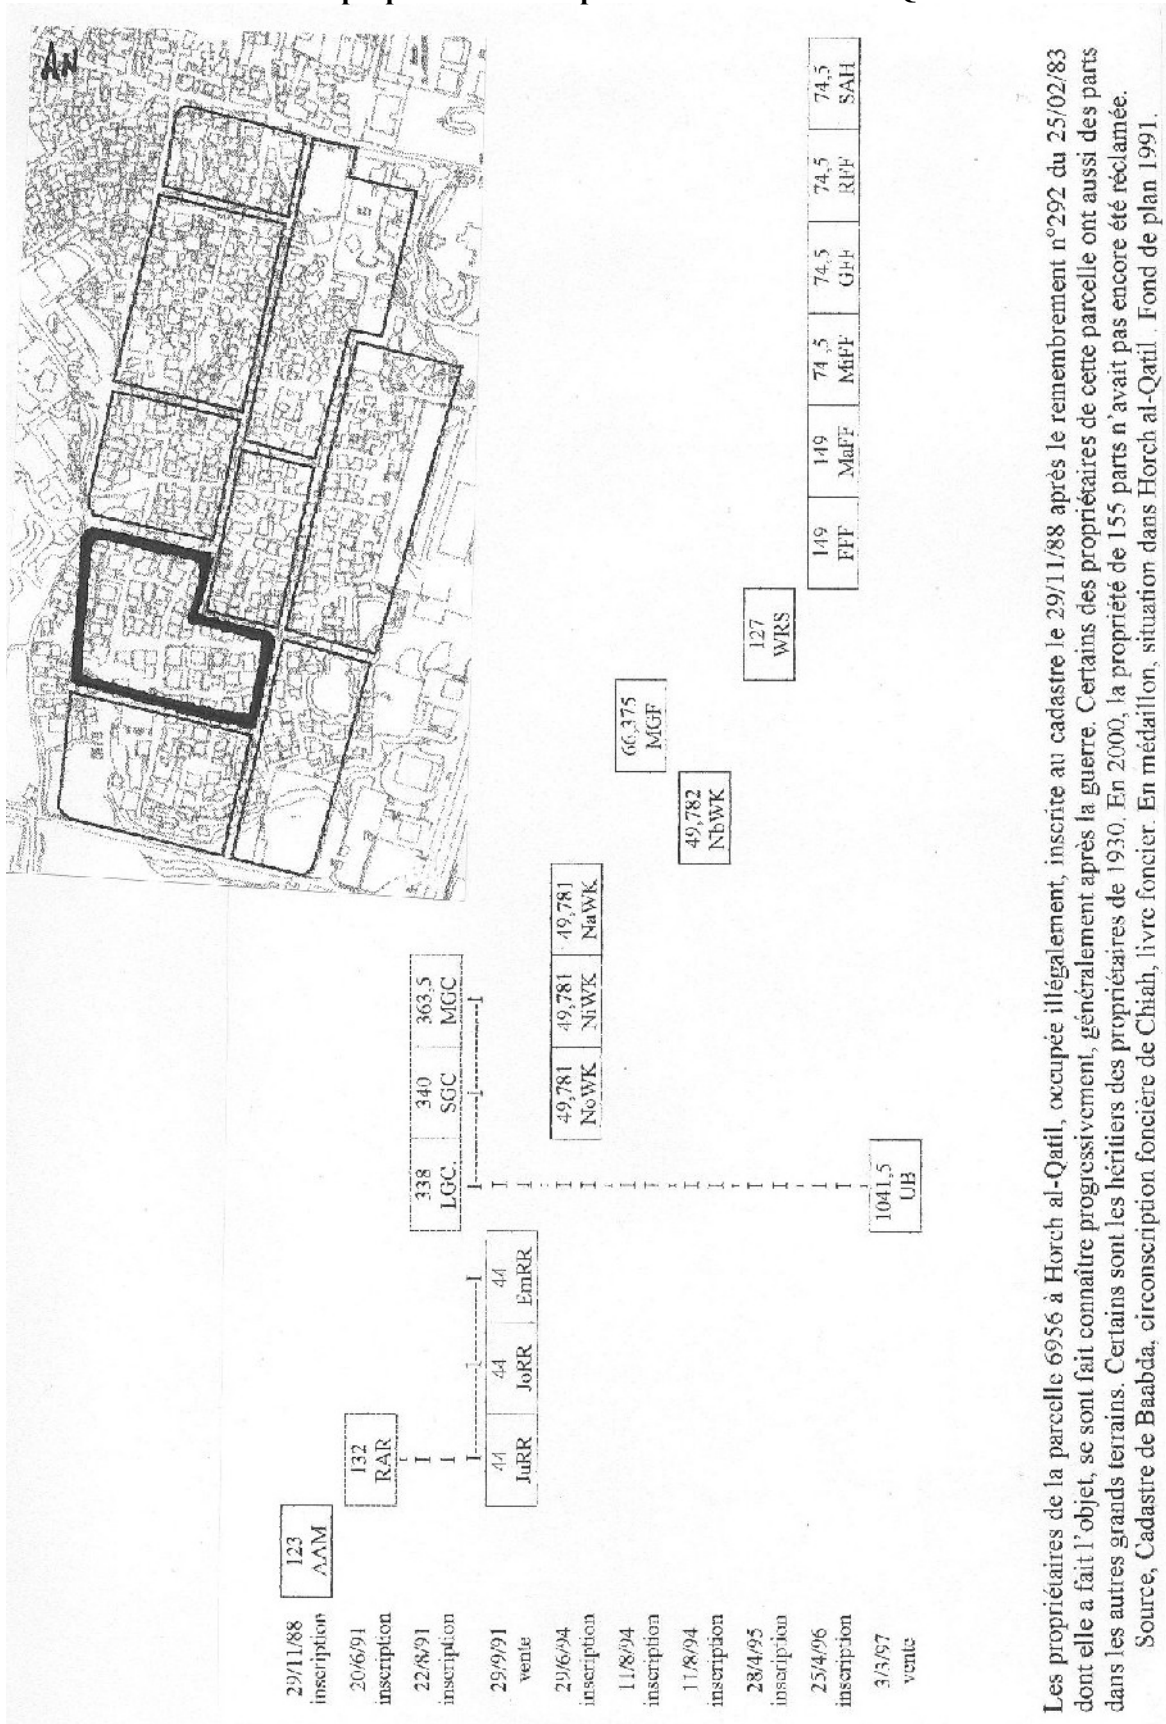 AN
29/11/88
inscription
123
AAM
20/6/91
inscription
132
RAR
22/8/91
inscription
338
LGC
340
SGC
363,5
MGC
29/9/91
vente
44
JuRR
44
JoRR
44
EmRR
29/6/94
inscription
49,781
NoWK
49,781
NiWK
49,781
NaWK
11/8/94
inscription
66,375
MGF
11/8/94
inscription
49,782
NbWK
28/4/95
inscription
127
WRS
25/4/96
inscription
149
FFF
149
MaFF
74,5
MiFF
74,5
GFF
74,5
RFF
74,5
SAH
3/3/97
vente
1041,5
UB
Les propriétaires de la parcelle 6956 à Horch al-Qatil, occupée illégalement, inscrite au cadastre le 29/11/88 après le remembrement n°292 du 25/02/83
dont elle a fait l'objet, se sont fait connaître progressivement, généralement après la guerre. Certains des propriétaires de cette parcelle ont aussi des parts
dans les autres grands terrains. Certains sont les héritiers des propriétaires de 1930. En 2000, la propriété de 155 parts n'avait pas encore été réclamée.
Source, Cadastre de Baabda, circonscription foncière de Chiah, livre foncier. En médaillon, situation dans Horch al-Qatil . Fond de plan 1991.